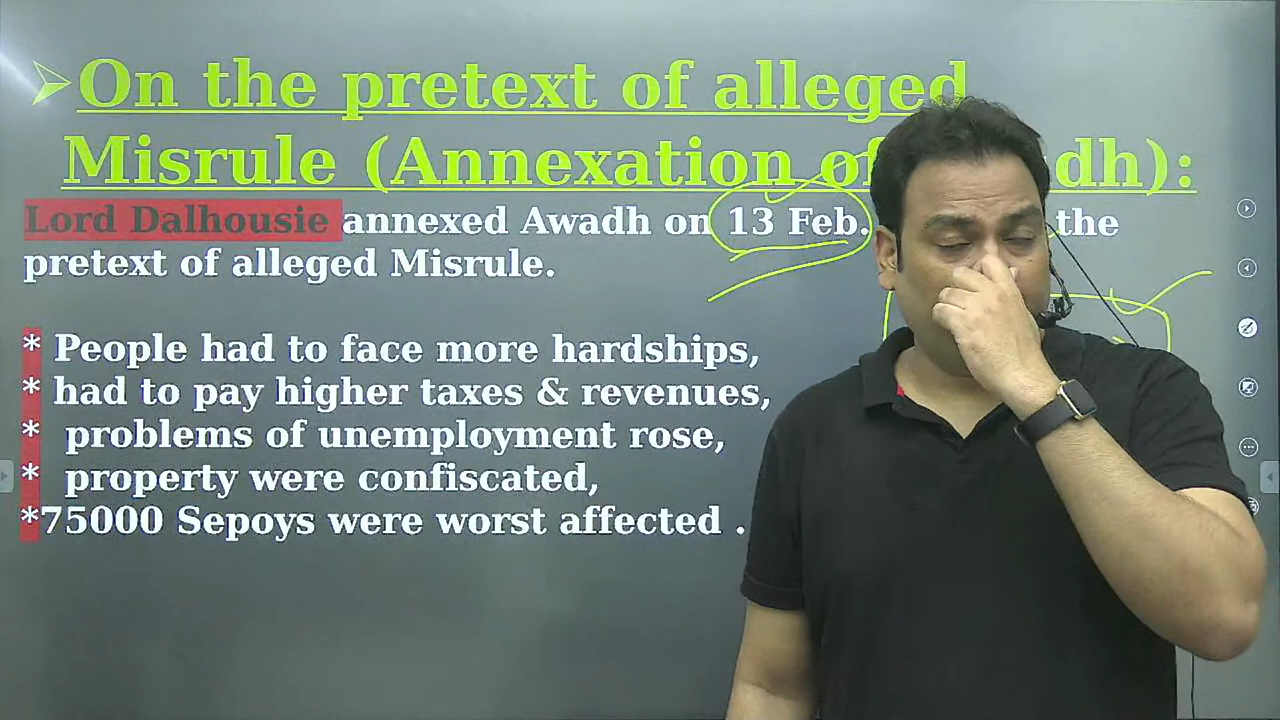 ➢On the pretext of alleged
Misrule (Annexation of dh):
Lord Dalhousie annexed Awadh on 13 Feb. the
pretext of alleged Misrule.
* People had to face more hardships,
* had to pay higher taxes & revenues,
* problems of unemployment rose,
* property were confiscated,
*75000 Sepoys were worst affected .